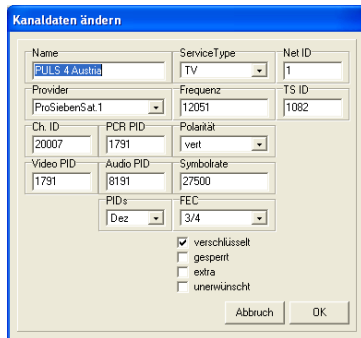 Kanaldaten ändern
Name ServiceType Net ID
PULS 4 Austria TV 1
Provider Frequenz TS ID
ProSiebenSat.1 12051 1082
Ch. ID PCR PID Polarität
20007 1791 vert
Video PID Audio PID Symbolrate
1791 8191 27500
PIDs FEC
Dez 3/4
verschlüsselt
gesperrt
extra
unerwünscht
Abbruch OK